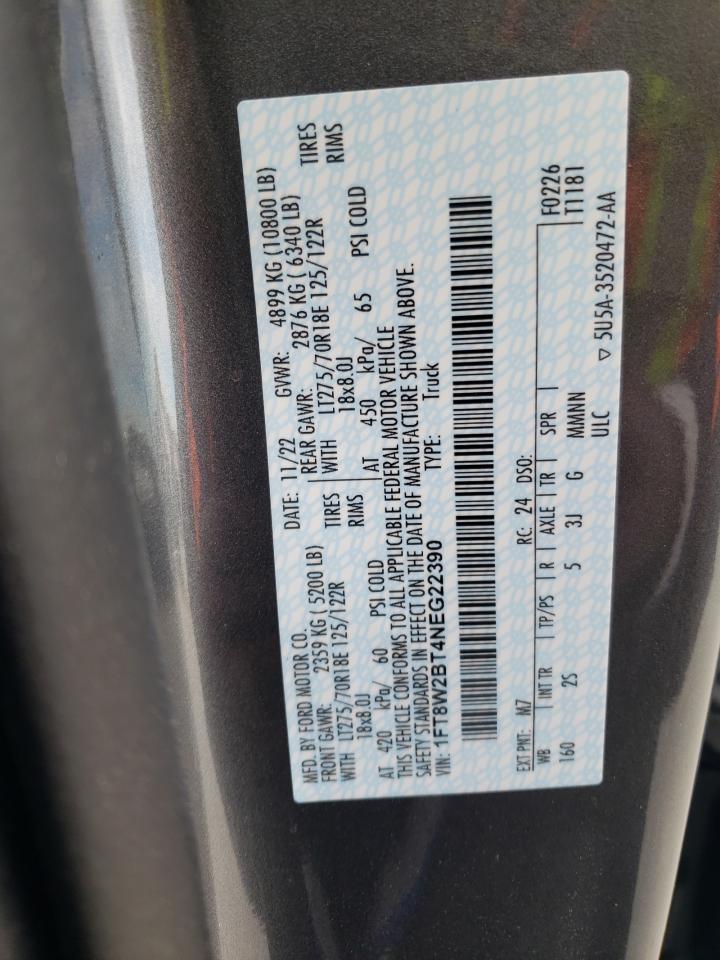 MFD. BY FORD MOTOR CO.
DATE: 11/22 GVWR: 4899 KG (10800 LB)
FRONT GAWR: 2359 KG ( 5200 LB) REAR GAWR: 2876 KG ( 6340 LB)
WITH LT275/70R18E 125/122R TIRES WITH LT275/70R18E 125/122R TIRES
18x8.0J RIMS 18x8.0J RIMS
AT 420 kPa/ 60 PSI COLD AT 450 kPa/ 65 PSI COLD
THIS VEHICLE CONFORMS TO ALL APPLICABLE FEDERAL MOTOR VEHICLE
SAFETY STANDARDS IN EFFECT ON THE DATE OF MANUFACTURE SHOWN ABOVE.
VIN: 1FT8W2BT4NEG22390 TYPE: Truck
EXT PNT: M7 RC: 24 DSO: F0226
WB INT TR TP/PS R AXLE TR SPR T1181
160 2S 5 3J G MMNNN
ULC ▽ 5U5A-3520472-AA